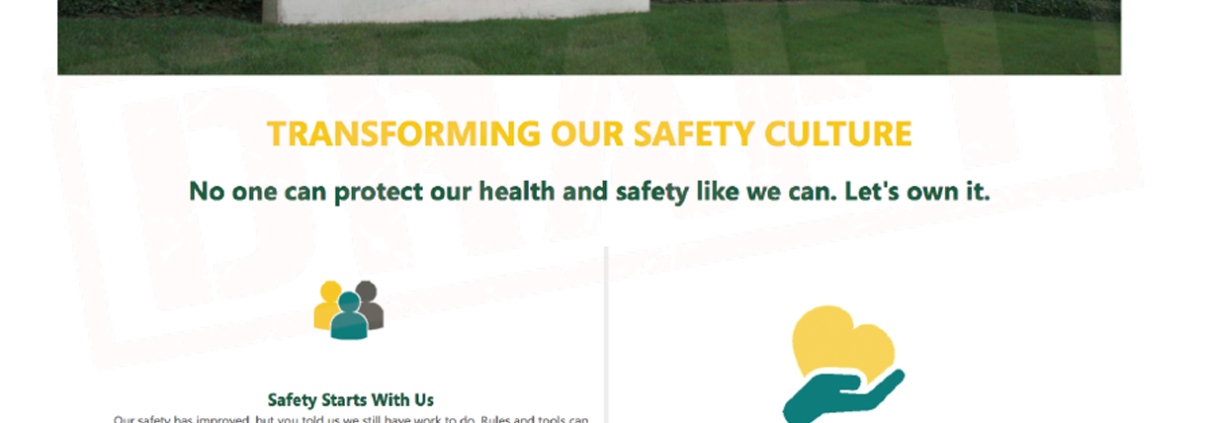 DRAFT
TRANSFORMING OUR SAFETY CULTURE
No one can protect our health and safety like we can. Let's own it.
Safety Starts With Us
Our safety has improved, but you told us we still have work to do. Rules and tools can